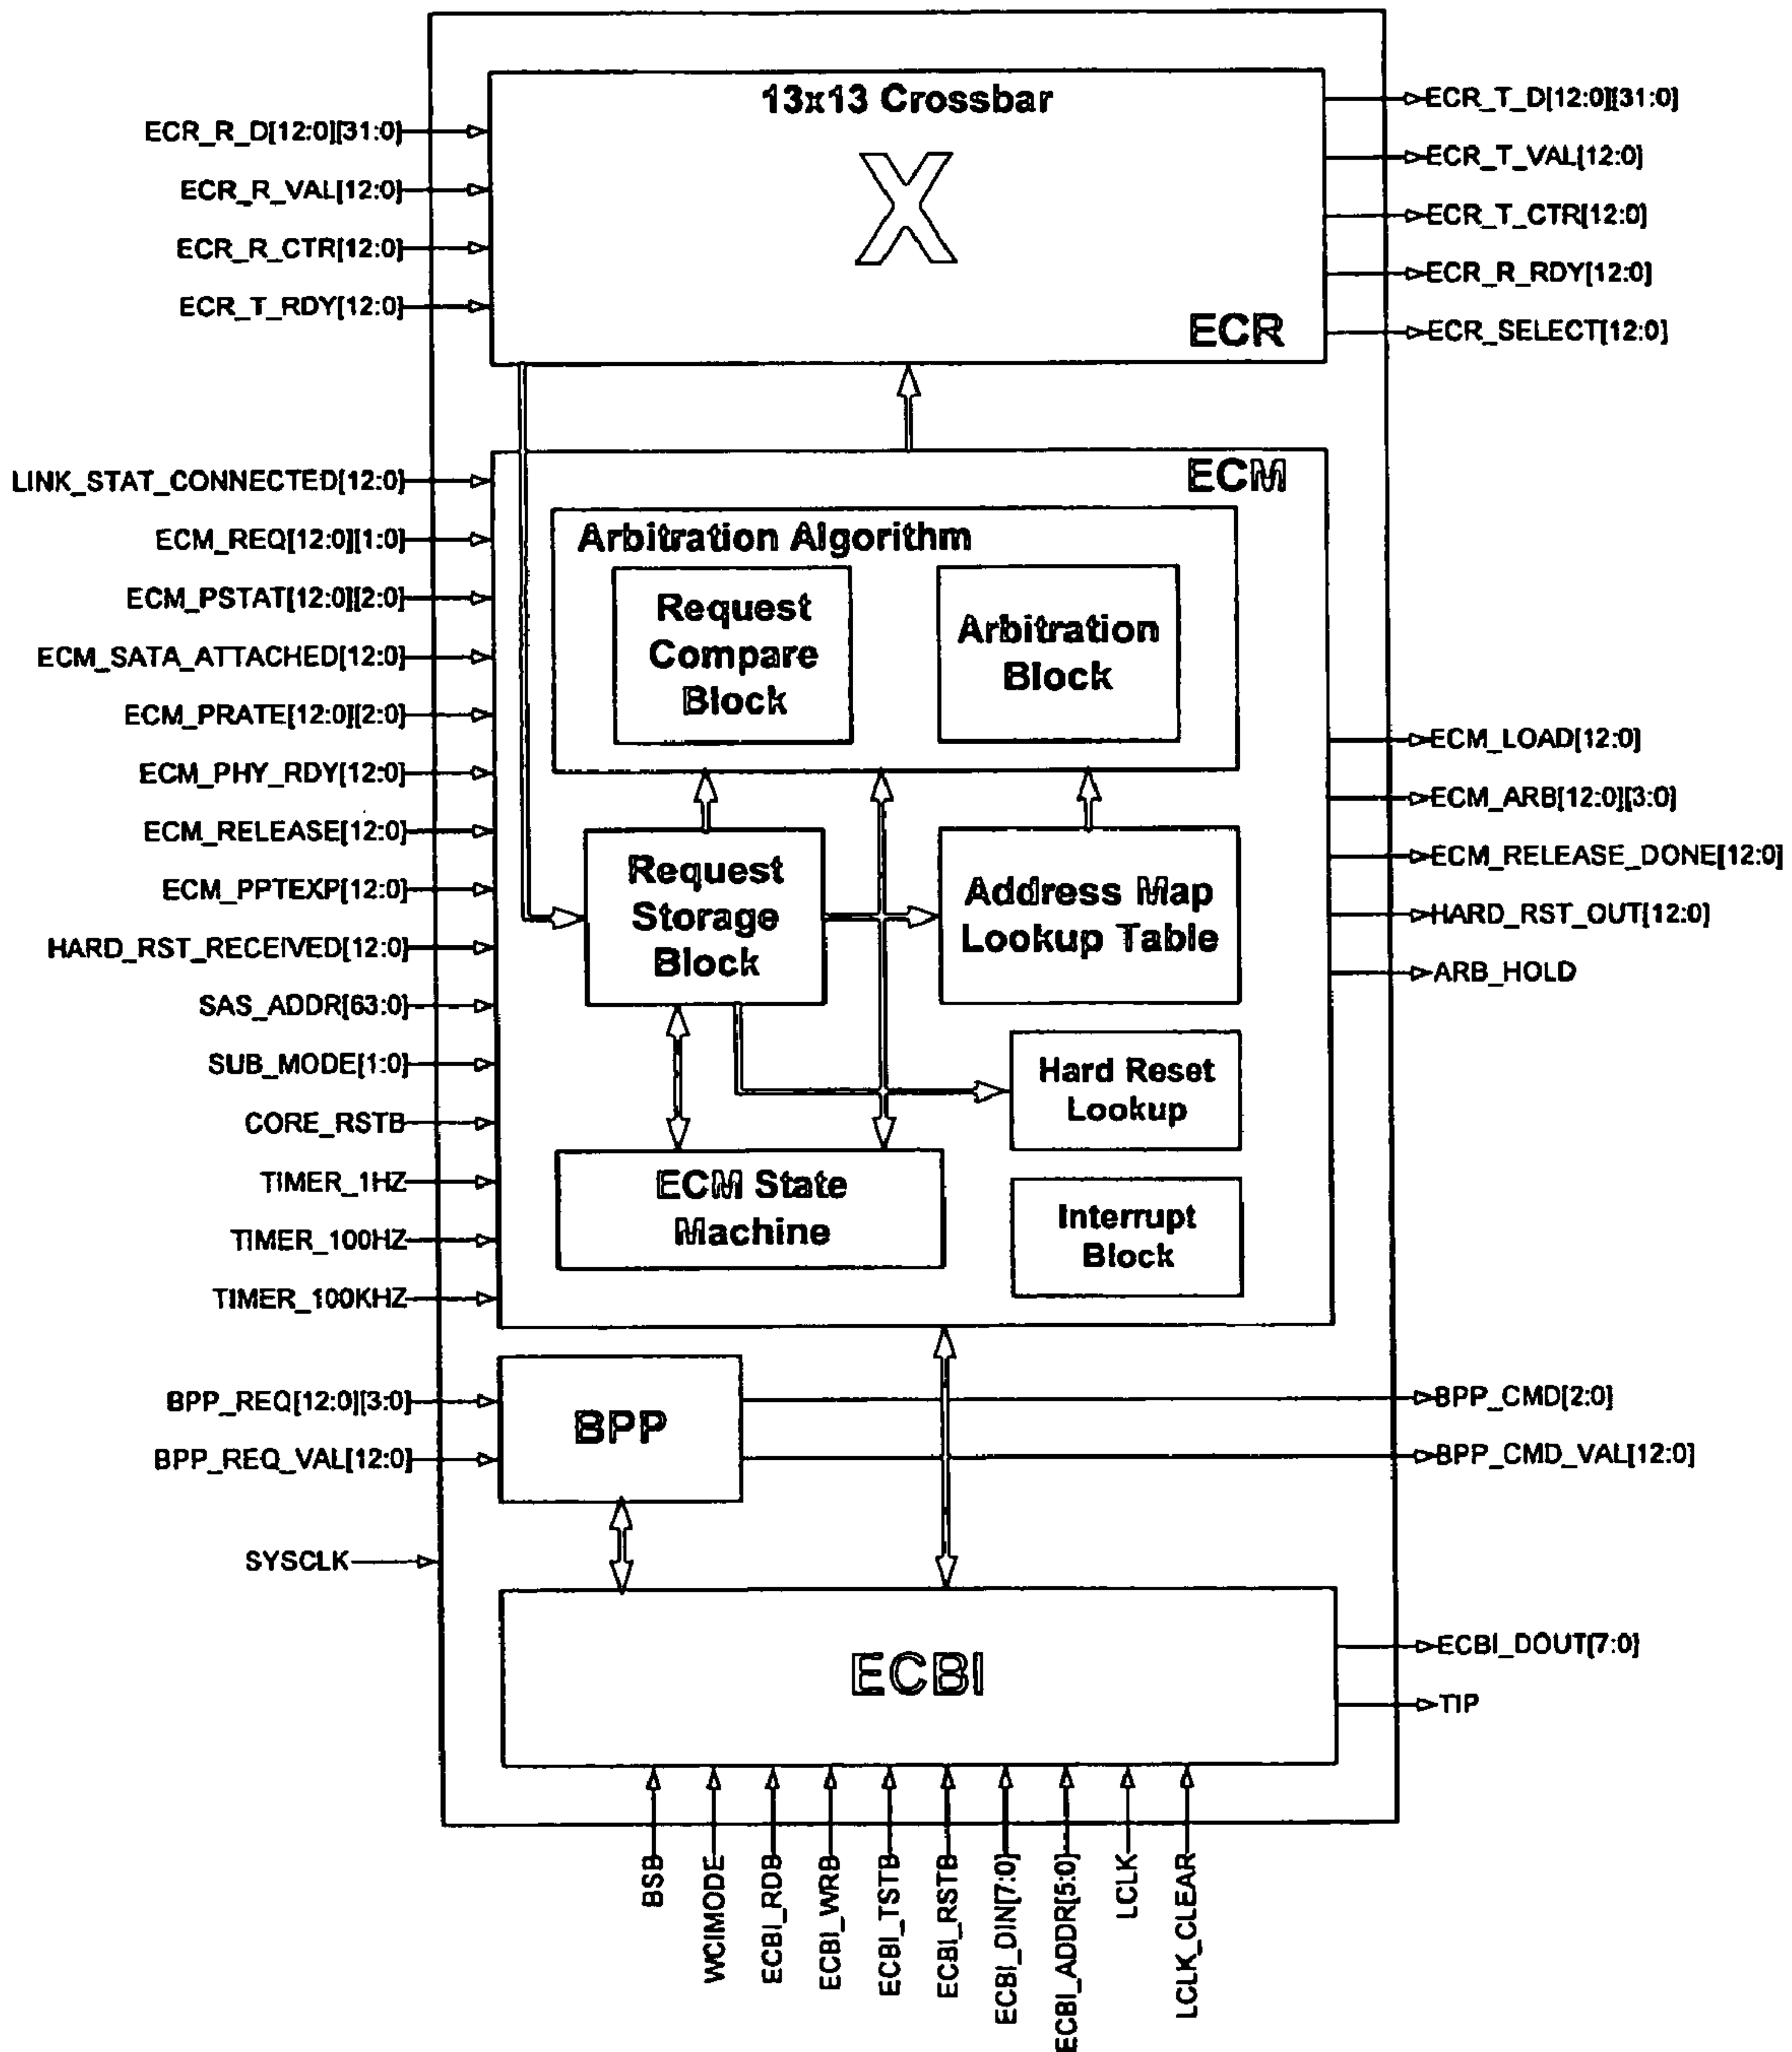 13x13 Crossbar
X
ECR
ECR_R_D[12:0][31:0]
ECR_R_VAL[12:0]
ECR_R_CTR[12:0]
ECR_T_RDY[12:0]
ECR_T_D[12:0][31:0]
ECR_T_VAL[12:0]
ECR_T_CTR[12:0]
ECR_R_RDY[12:0]
ECR_SELECT[12:0]
LINK_STAT_CONNECTED[12:0]
ECM_REQ[12:0][1:0]
ECM_PSTAT[12:0][2:0]
ECM_SATA_ATTACHED[12:0]
ECM_PRATE[12:0][2:0]
ECM_PHY_RDY[12:0]
ECM_RELEASE[12:0]
ECM_PPTEXP[12:0]
HARD_RST_RECEIVED[12:0]
SAS_ADDR[63:0]
SUB_MODE[1:0]
CORE_RSTB
TIMER_1HZ
TIMER_100HZ
TIMER_100KHZ
ECM
Arbitration Algorithm
Request
Compare
Block
Arbitration
Block
Request
Storage
Block
Address Map
Lookup Table
Hard Reset
Lookup
ECM State
Machine
Interrupt
Block
ECM_LOAD[12:0]
ECM_ARB[12:0][3:0]
ECM_RELEASE_DONE[12:0]
HARD_RST_OUT[12:0]
ARB_HOLD
BPP_REQ[12:0][3:0]
BPP_REQ_VAL[12:0]
BPP
BPP_CMD[2:0]
BPP_CMD_VAL[12:0]
SYSCLK
ECBI
ECBI_DOUT[7:0]
TIP
BSB
WCIMODE
ECBI_RDB
ECBI_WRB
ECBI_TSTB
ECBI_RSTB
ECBI_DIN[7:0]
ECBI_ADDR[5:0]
LCLK
LCLK_CLEAR